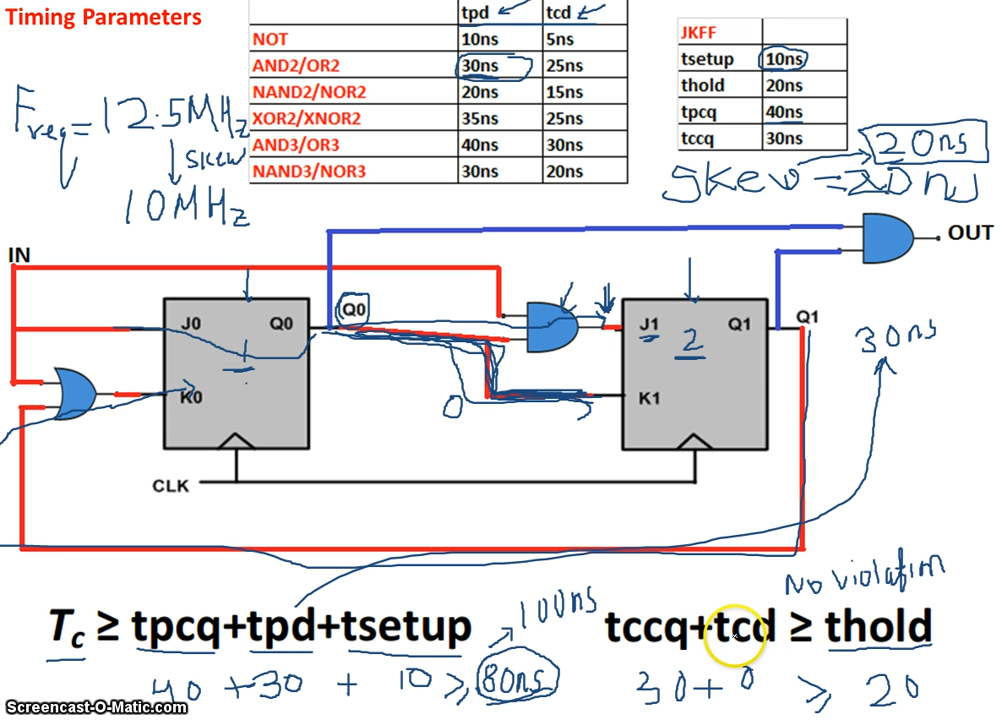 Timing Parameters
tpd tcd
NOT 10ns 5ns
AND2/OR2 30ns 25ns
NAND2/NOR2 20ns 15ns
XOR2/XNOR2 35ns 25ns
AND3/OR3 40ns 30ns
NAND3/NOR3 30ns 20ns
JKFF
tsetup 10ns
thold 20ns
tpcq 40ns
tccq 30ns
Freq = 12.5MHz
skew
10MHz
20ns
skew = 20ns
IN
OUT
J0 Q0 Q0
J1 Q1 Q1
1
2
30ns
K0
K1
0
CLK
No violation
100ns
Tc ≥ tpcq+tpd+tsetup
tccq+tcd ≥ thold
40 + 30 + 10 ≥ 80ns
30 + 0 ≥ 20
Screencast-O-Matic.com